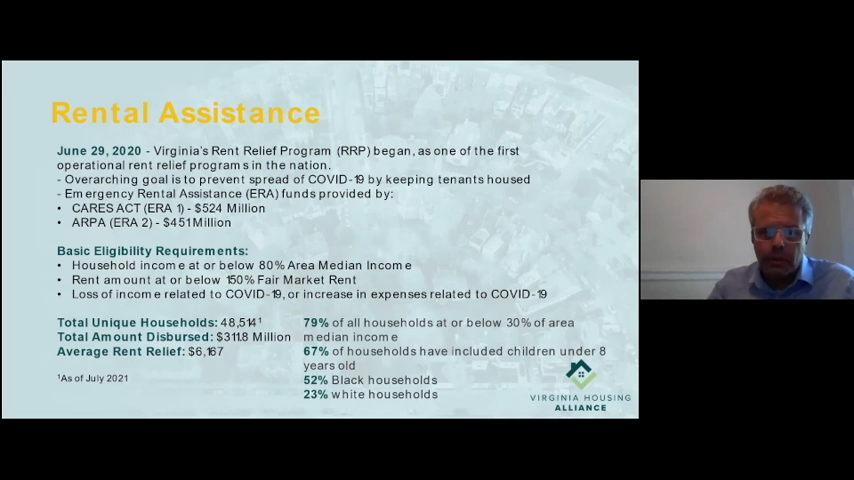 Rental Assistance
June 29, 2020 - Virginia's Rent Relief Program (RRP) began, as one of the first
operational rent relief programs in the nation.
- Overarching goal is to prevent spread of COVID-19 by keeping tenants housed
- Emergency Rental Assistance (ERA) funds provided by:
• CARES ACT (ERA 1) - $524 Million
• ARPA (ERA 2) - $451 Million
Basic Eligibility Requirements:
• Household income at or below 80% Area Median Income
• Rent amount at or below 150% Fair Market Rent
• Loss of income related to COVID-19, or increase in expenses related to COVID-19
Total Unique Households: 48,514¹
Total Amount Disbursed: $311.8 Million
Average Rent Relief: $6,167
¹As of July 2021
79% of all households at or below 30% of area
median income
67% of households have included children under 8
years old
52% Black households
23% white households
VIRGINIA HOUSING
ALLIANCE